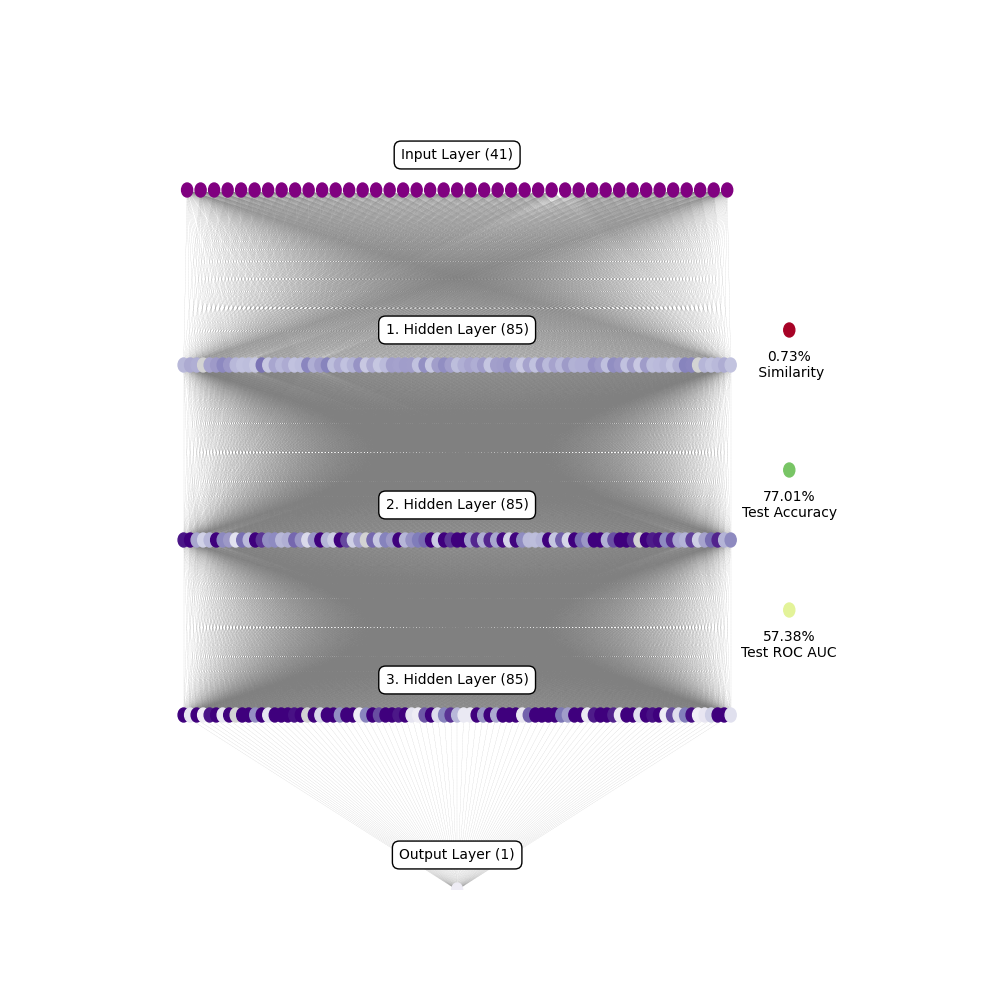 Input Layer (41)
1. Hidden Layer (85)
0.73%
Similarity
77.01%
Test Accuracy
2. Hidden Layer (85)
57.38%
Test ROC AUC
3. Hidden Layer (85)
Output Layer (1)